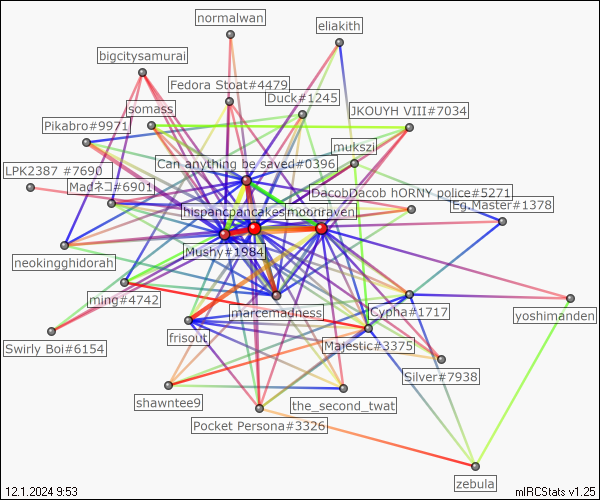 normalwan
eliakith
bigcitysamurai
Fedora Stoat#4479
Duck#1245
somass
JKOUYH VIII#7034
Pikabro#9971
mukszi
Can anything be saved#0396
LPK2387 #7690
Madネコ#6901
DacobDacob hORNY police#5271
Eg.Master#1378
hispancpancakes
moonraven
Mushy#1984
neokingghidorah
ming#4742
marcemadness
Cypha#1717
yoshimanden
frisout
Majestic#3375
Swirly Boi#6154
Silver#7938
shawntee9
the_second_twat
Pocket Persona#3326
zebula
12.1.2024 9:53
mIRCStats v1.25